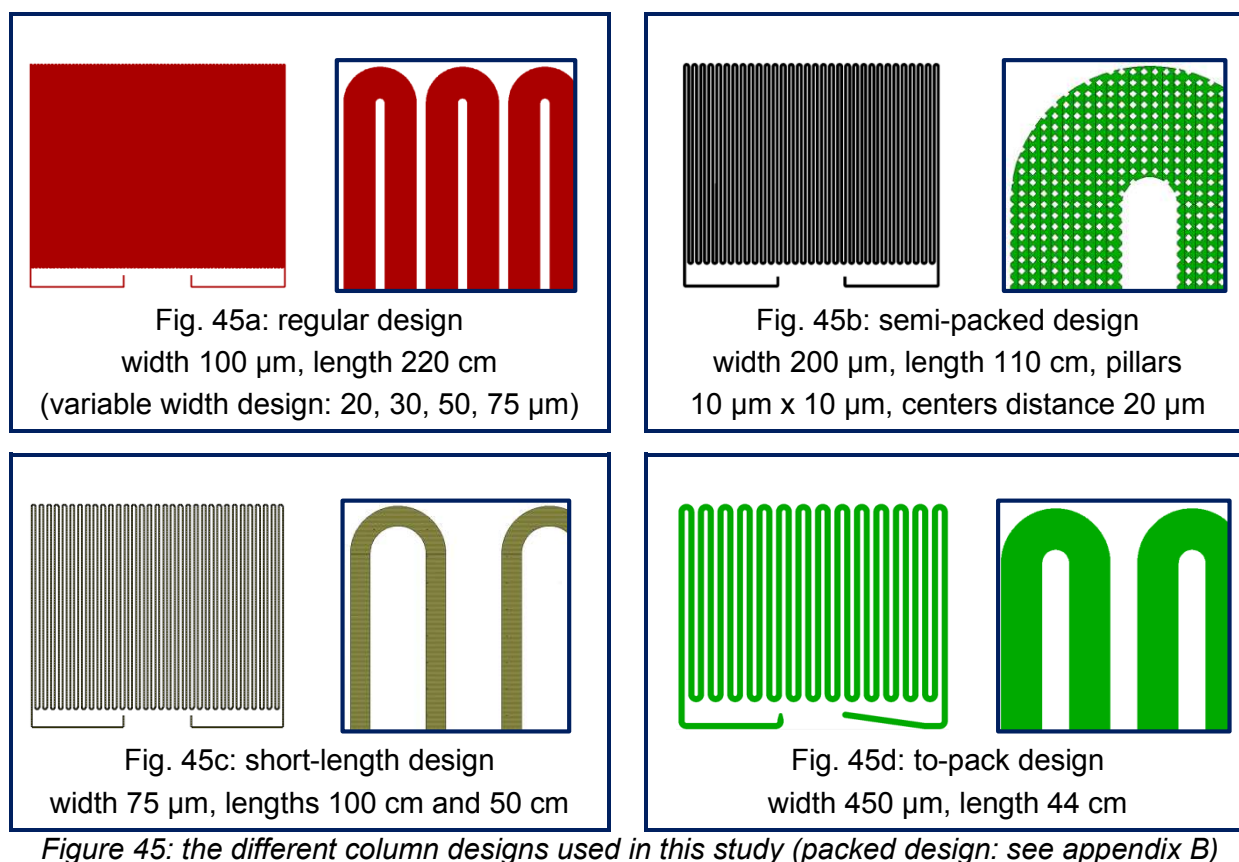 Fig. 45a: regular design
width 100 µm, length 220 cm
(variable width design: 20, 30, 50, 75 µm)
Fig. 45b: semi-packed design
width 200 µm, length 110 cm, pillars
10 µm x 10 µm, centers distance 20 µm
Fig. 45c: short-length design
width 75 µm, lengths 100 cm and 50 cm
Fig. 45d: to-pack design
width 450 µm, length 44 cm
Figure 45: the different column designs used in this study (packed design: see appendix B)